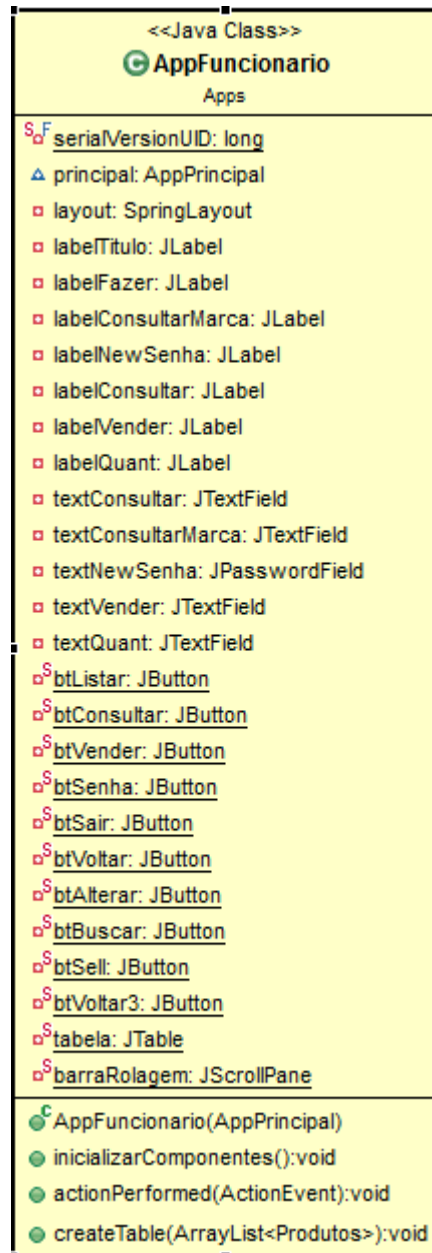 <<Java Class>>
C AppFuncionario
Apps
S F serialVersionUID: long
principal: AppPrincipal
layout: SpringLayout
labelTitulo: JLabel
labelFazer: JLabel
labelConsultarMarca: JLabel
labelNewSenha: JLabel
labelConsultar: JLabel
labelVender: JLabel
labelQuant: JLabel
textConsultar: JTextField
textConsultarMarca: JTextField
textNewSenha: JPasswordField
textVender: JTextField
textQuant: JTextField
S btListar: JButton
S btConsultar: JButton
S btVender: JButton
S btSenha: JButton
S btSair: JButton
S btVoltar: JButton
S btAlterar: JButton
S btBuscar: JButton
S btSell: JButton
S btVoltar3: JButton
S tabela: JTable
S barraRolagem: JScrollPane
C AppFuncionario(AppPrincipal)
inicializarComponentes():void
actionPerformed(ActionEvent):void
createTable(ArrayList<Produtos>):void